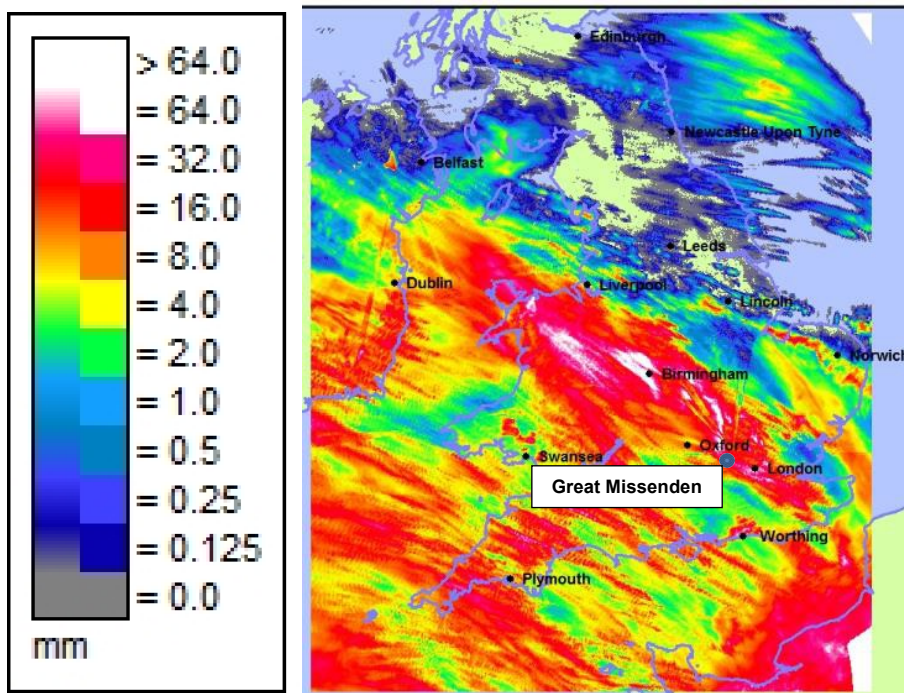 > 64.0
= 64.0
= 32.0
= 16.0
= 8.0
= 4.0
= 2.0
= 1.0
= 0.5
= 0.25
= 0.125
= 0.0
mm
Edinburgh
Newcastle Upon Tyne
Belfast
Leeds
Dublin
Liverpool
Lincoln
Norwich
Birmingham
Oxford
Swansea
London
Great Missenden
Worthing
Plymouth